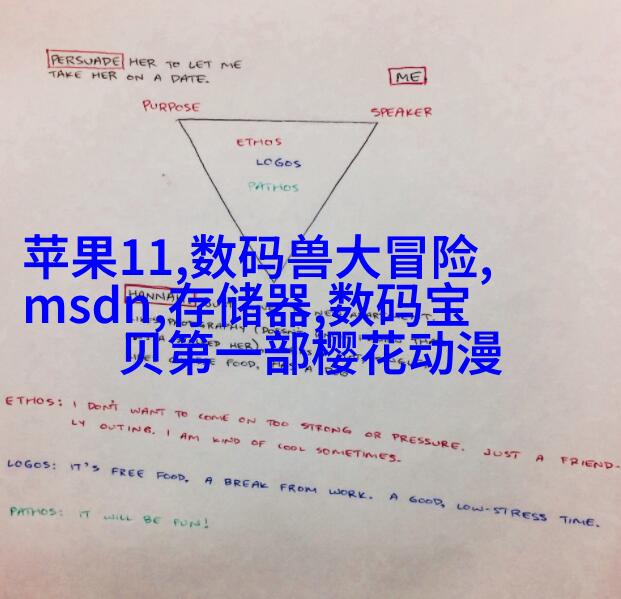 PERSUADE HER TO LET ME
TAKE HER ON A DATE.
ME
PURPOSE
SPEAKER
ETHOS
LOGOS
PATHOS
苹果11,数码兽大冒险,
msdn,存储器,数码宝
贝第一部樱花动漫
HANNAH
HER)
FOOD,
ETHOS: I DON'T WANT TO COME ON TOO STRONG OR PRESSURE. JUST A FRIEND-
LY OUTING. I AM KIND OF COOL SOMETIMES.
LOGOS: IT'S FREE FOOD. A BREAK FROM WORK. A GOOD, LOW-STRESS TIME.
PATHOS: IT WILL BE FUN!